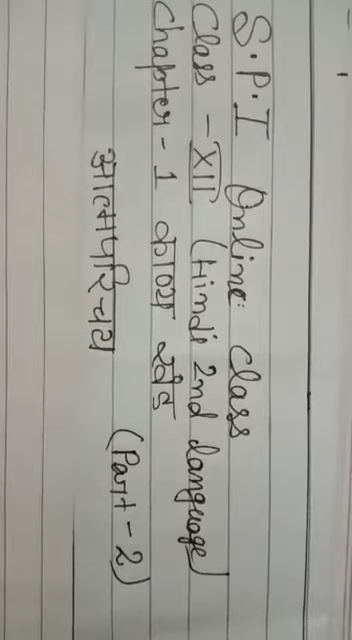 S.P.I Online class
Class - XII (Hindi 2nd language)
Chapter - 1 काव्य खंड
आत्मपरिचय
(Part - 2)